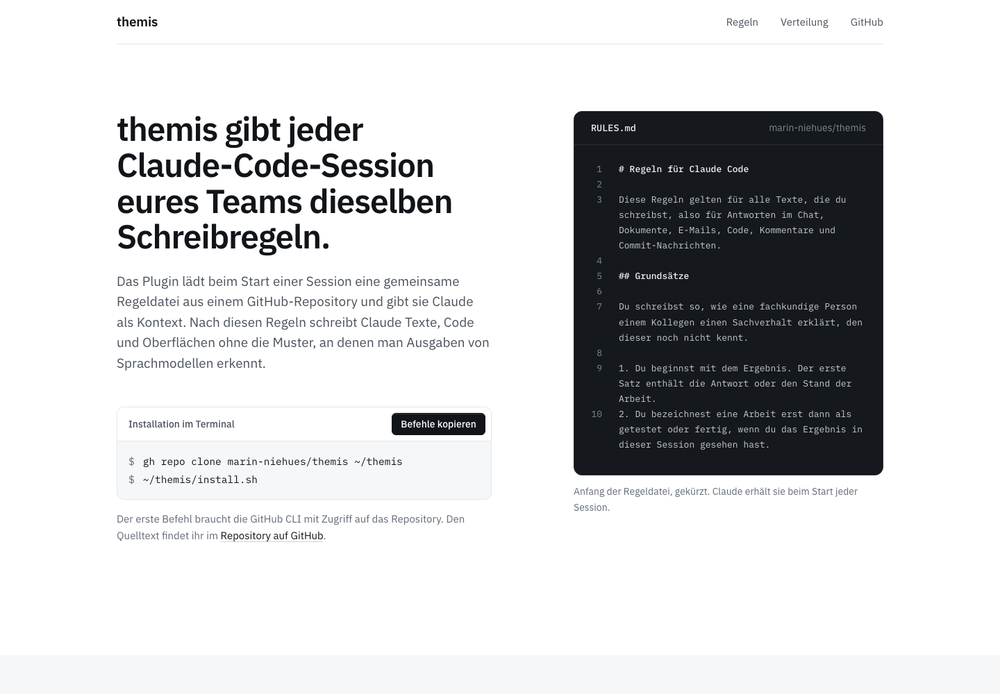 themis
Regeln Verteilung GitHub
themis gibt jeder
Claude-Code-Session
eures Teams dieselben
Schreibregeln.
Das Plugin lädt beim Start einer Session eine gemeinsame
Regeldatei aus einem GitHub-Repository und gibt sie Claude
als Kontext. Nach diesen Regeln schreibt Claude Texte, Code
und Oberflächen ohne die Muster, an denen man Ausgaben von
Sprachmodellen erkennt.
Installation im Terminal
Befehle kopieren
$ gh repo clone marin-niehues/themis ~/themis
$ ~/themis/install.sh
Der erste Befehl braucht die GitHub CLI mit Zugriff auf das Repository. Den
Quelltext findet ihr im Repository auf GitHub.
RULES.md
marin-niehues/themis
1 # Regeln für Claude Code
2
3 Diese Regeln gelten für alle Texte, die du
schreibst, also für Antworten im Chat,
Dokumente, E-Mails, Code, Kommentare und
Commit-Nachrichten.
4
5 ## Grundsätze
6
7 Du schreibst so, wie eine fachkundige Person
einem Kollegen einen Sachverhalt erklärt, den
dieser noch nicht kennt.
8
9 1. Du beginnst mit dem Ergebnis. Der erste
Satz enthält die Antwort oder den Stand der
Arbeit.
10 2. Du bezeichnest eine Arbeit erst dann als
getestet oder fertig, wenn du das Ergebnis in
dieser Session gesehen hast.
Anfang der Regeldatei, gekürzt. Claude erhält sie beim Start jeder
Session.